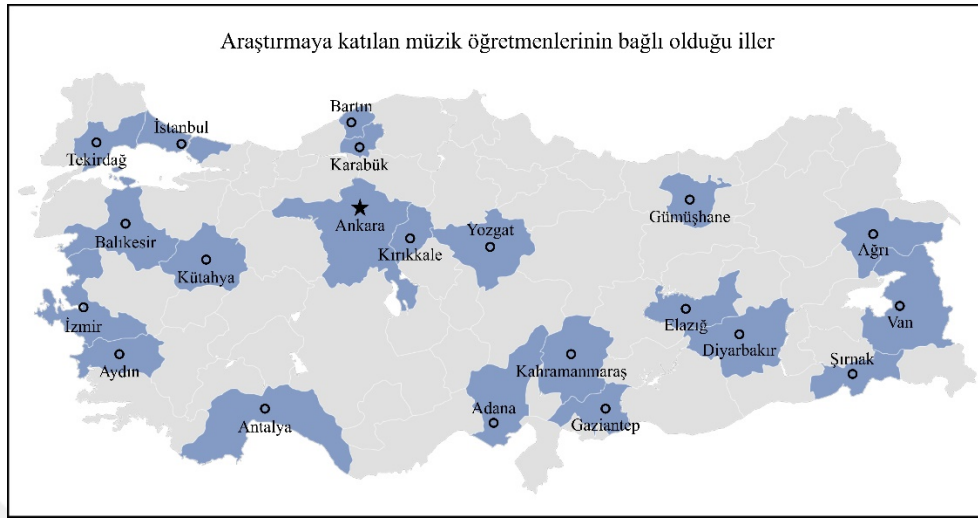 Araştırmaya katılan müzik öğretmenlerinin bağlı olduğu iller
Bartın
İstanbul
Tekirdağ
Karabük
Ankara
Gümüşhane
Balıkesir
Kırıkkale
Yozgat
Ağrı
Kütahya
İzmir
Elazığ
Van
Diyarbakır
Aydın
Kahramanmaraş
Şırnak
Antalya
Adana
Gaziantep